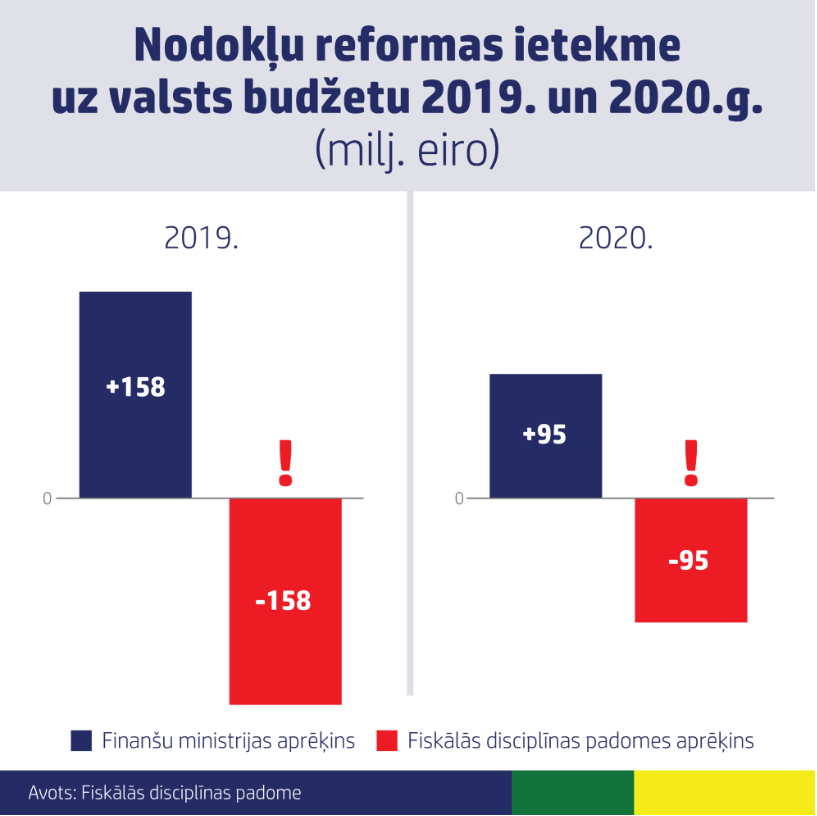 Nodokļu reformas ietekme
uz valsts budžetu 2019. un 2020.g.
(milj. eiro)
2019.
2020.
+158
+95
!
!
0
0
-158
-95
Finanšu ministrijas aprēķins
Fiskālās disciplīnas padomes aprēķins
Avots: Fiskālās disciplīnas padome